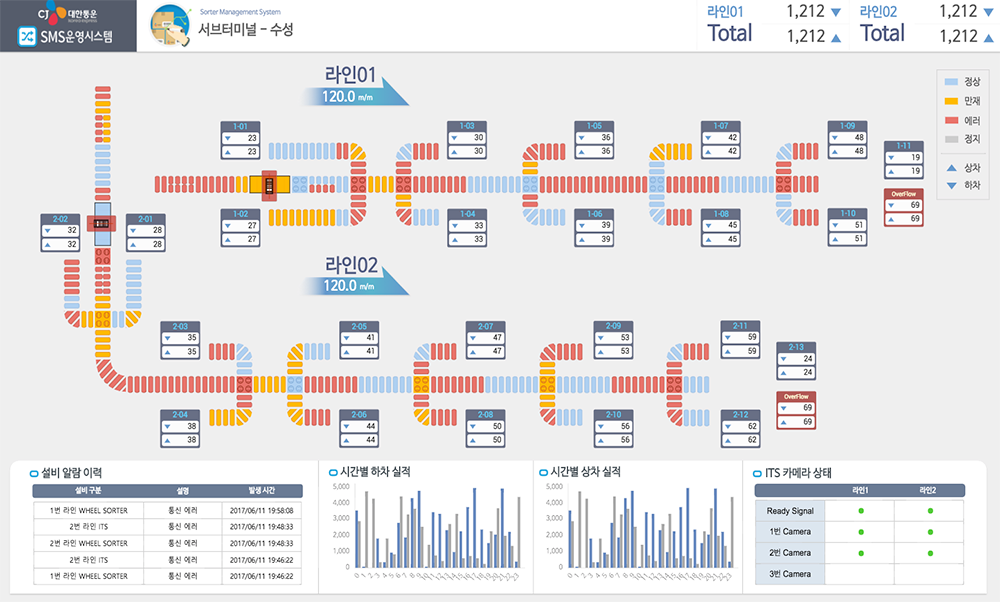 CJ 대한통운
SMS운영시스템
Sorter Management System
서브터미널 - 수성
라인01 1,212
Total 1,212
라인02 1,212
Total 1,212
라인01
120.0 m/m
정상
만재
에러
정지
상차
하차
1-01
23
23
1-03
30
30
1-05
36
36
1-07
42
42
1-09
48
48
1-11
19
19
OverFlow
69
69
1-02
27
27
1-04
33
33
1-06
39
39
1-08
45
45
1-10
51
51
2-02
32
32
2-01
28
28
라인02
120.0 m/m
2-03
35
35
2-05
41
41
2-07
47
47
2-09
53
53
2-11
59
59
2-13
24
24
OverFlow
69
69
2-04
38
38
2-06
44
44
2-08
50
50
2-10
56
56
2-12
62
62
설비 알람 이력
설비 구분 설명 발생 시간
1번 라인 WHEEL SORTER 통신 에러 2017/06/11 19:58:08
2번 라인 ITS 통신 에러 2017/06/11 19:48:33
2번 라인 WHEEL SORTER 통신 에러 2017/06/11 19:48:33
2번 라인 ITS 통신 에러 2017/06/11 19:46:22
1번 라인 WHEEL SORTER 통신 에러 2017/06/11 19:46:22
시간별 하차 실적
5,000
4,000
3,000
2,000
1,000
0
0 1 2 3 4 5 6 7 8 9 10 11 12 13 14 15 16 17 18 19 20 21 22 23
시간별 상차 실적
5,000
4,000
3,000
2,000
1,000
0
0 1 2 3 4 5 6 7 8 9 10 11 12 13 14 15 16 17 18 19 20 21 22 23
ITS 카메라 상태
라인1 라인2
Ready Signal
1번 Camera
2번 Camera
3번 Camera